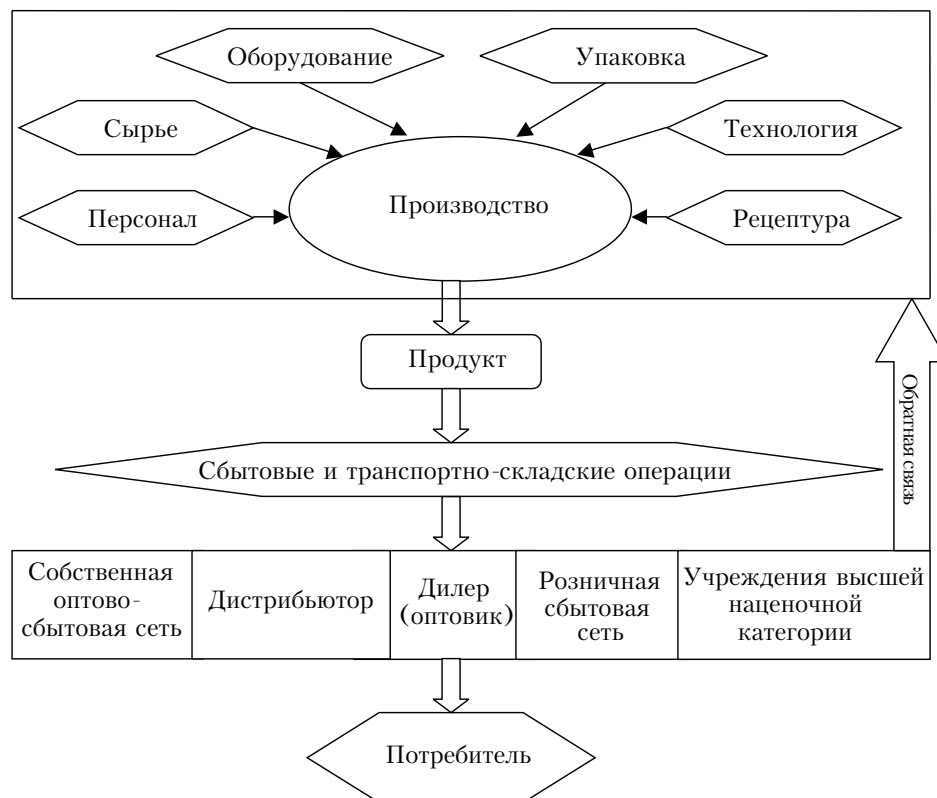 Оборудование
Упаковка
Сырье
Технология
Производство
Персонал
Рецептура
Продукт
Обратная связь
Сбытовые и транспортно-складские операции
Собственная
оптово-
сбытовая сеть
Дистрибьютор
Дилер
(оптовик)
Розничная
сбытовая
сеть
Учреждения высшей
наценочной
категории
Потребитель